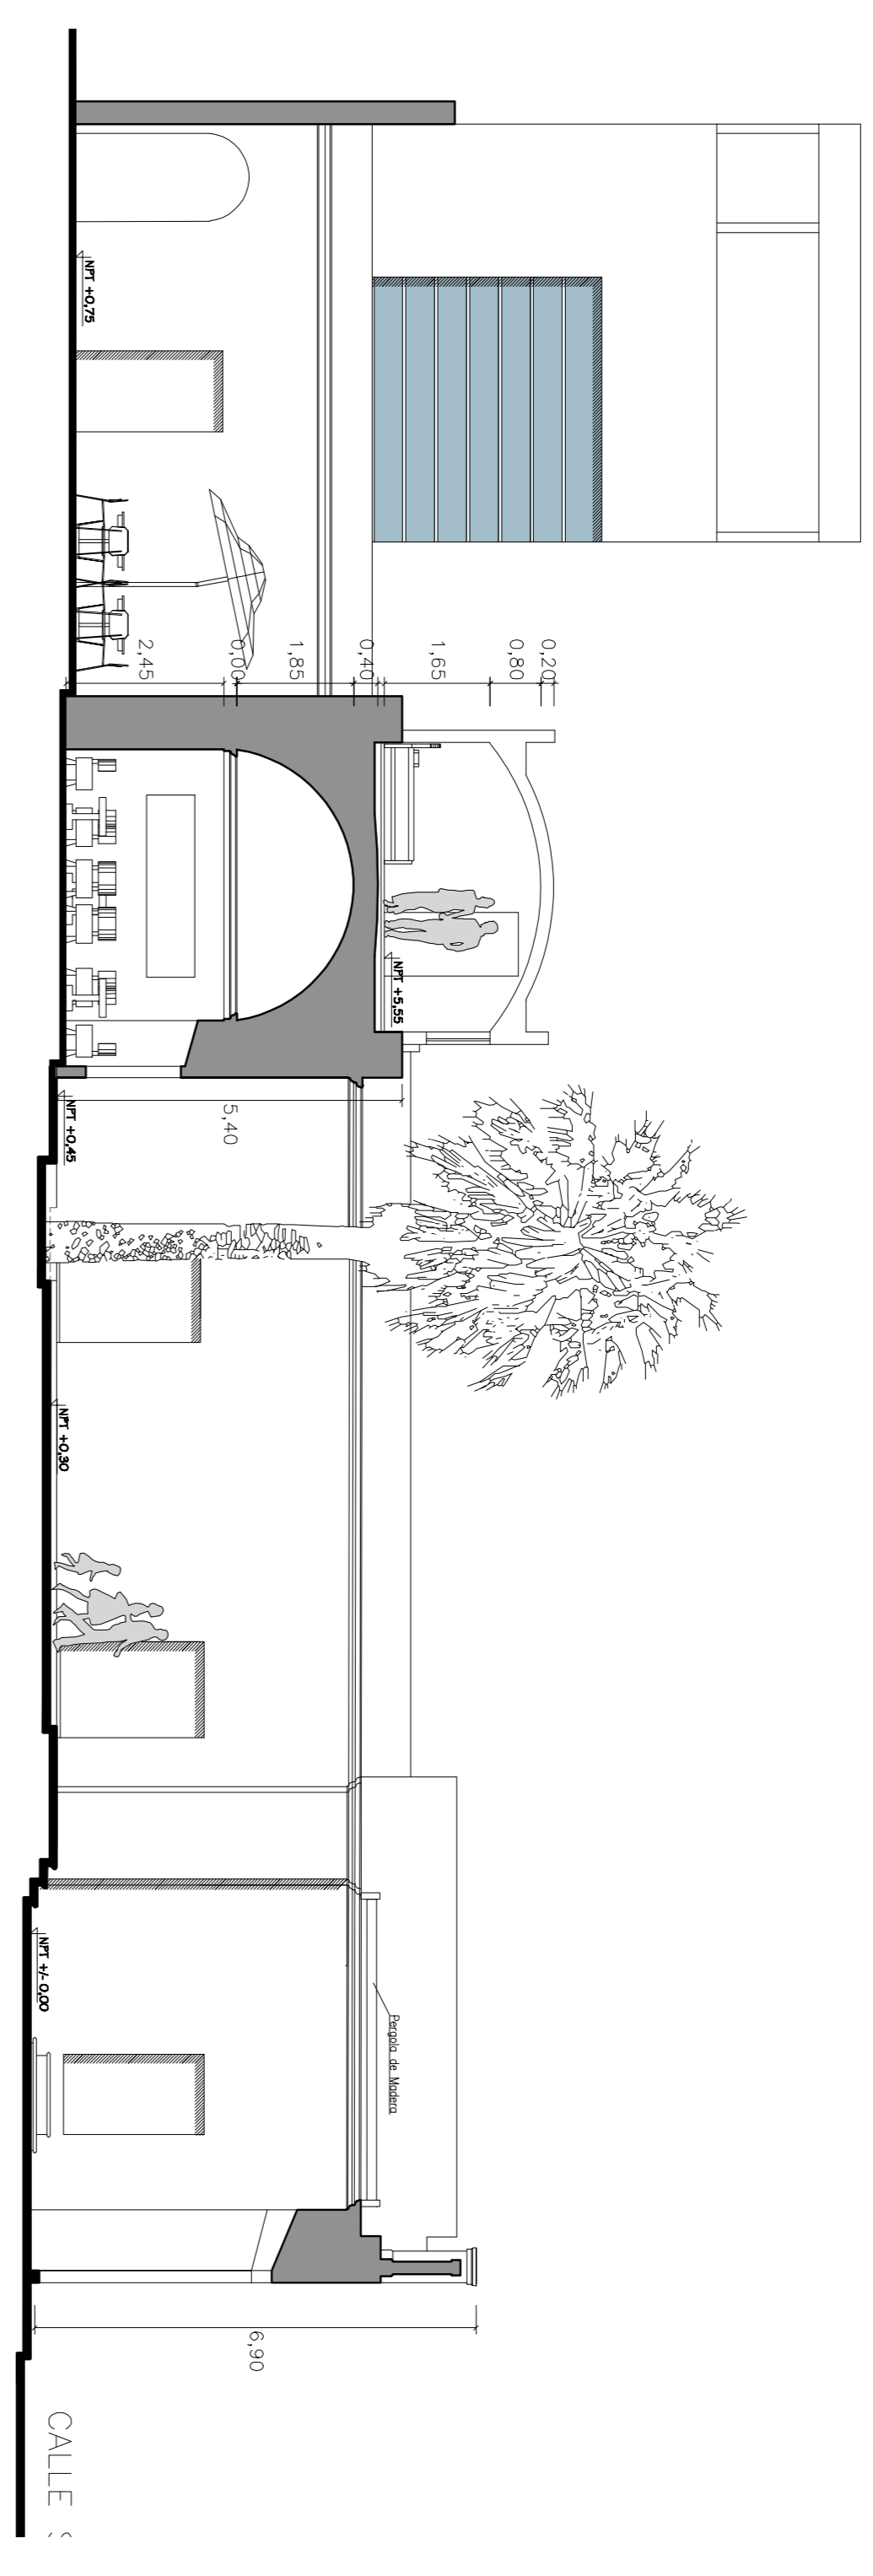 NPT +0,75
2,45
0,00
1,85
0,40
1,65
0,80
0,20
NPT +5,55
NPT +0,45
5,40
NPT +0,30
NPT +/- 0,00
Pergola de Madera
6,90
CALLE